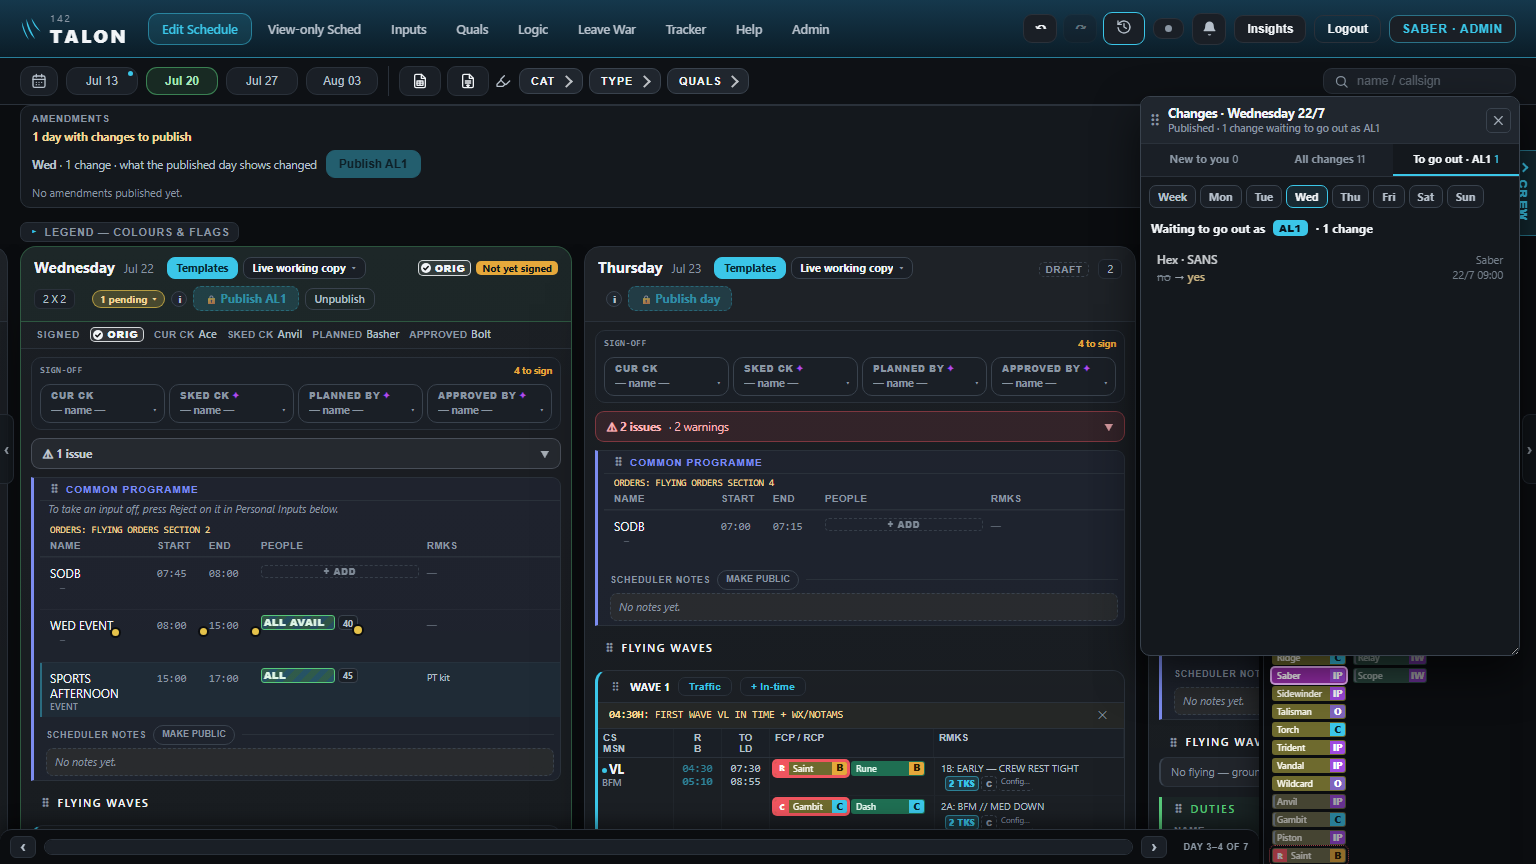 142
TALON
Edit Schedule
View-only Sched
Inputs
Quals
Logic
Leave War
Tracker
Help
Admin
Insights
Logout
SABER · ADMIN
Jul 13
Jul 20
Jul 27
Aug 03
CAT
TYPE
QUALS
name / callsign
AMENDMENTS
1 day with changes to publish
Wed · 1 change · what the published day shows changed
Publish AL1
No amendments published yet.
LEGEND — COLOURS & FLAGS
Wednesday Jul 22
Templates
Live working copy
ORIG
Not yet signed
2 X 2
1 pending
i
Publish AL1
Unpublish
SIGNED ORIG CUR CK Ace SKED CK Anvil PLANNED Basher APPROVED Bolt
SIGN-OFF
4 to sign
CUR CK
— name —
SKED CK
— name —
PLANNED BY
— name —
APPROVED BY
— name —
1 issue
COMMON PROGRAMME
To take an input off, press Reject on it in Personal Inputs below.
ORDERS: FLYING ORDERS SECTION 2
NAME START END PEOPLE RMKS
SODB 07:45 08:00 + ADD —
—
WED EVENT 08:00 15:00 ALL AVAIL 40 —
—
SPORTS AFTERNOON 15:00 17:00 ALL 45 PT kit
EVENT
SCHEDULER NOTES MAKE PUBLIC
No notes yet.
FLYING WAVES
Thursday Jul 23
Templates
Live working copy
DRAFT
2
i
Publish day
SIGN-OFF
4 to sign
CUR CK
— name —
SKED CK
— name —
PLANNED BY
— name —
APPROVED BY
— name —
2 issues · 2 warnings
COMMON PROGRAMME
ORDERS: FLYING ORDERS SECTION 4
NAME START END PEOPLE RMKS
SODB 07:00 07:15 + ADD —
—
SCHEDULER NOTES MAKE PUBLIC
No notes yet.
FLYING WAVES
WAVE 1 Traffic + In-time
04:30H: FIRST WAVE VL IN TIME + WX/NOTAMS
CS R TO FCP / RCP RMKS
MSN B LD
VL 04:30 07:30 R Saint B Rune B 1B: EARLY — CREW REST TIGHT
BFM 05:10 08:55 2 TKS C Config...
C Gambit C Dash C 2A: BFM // MED DOWN
2 TKS C Config...
Changes · Wednesday 22/7
Published · 1 change waiting to go out as AL1
New to you 0
All changes 11
To go out · AL1 1
Week
Mon
Tue
Wed
Thu
Fri
Sat
Sun
Waiting to go out as AL1 · 1 change
Hex · SANS
Saber
no → yes
22/7 09:00
CREW
SCHEDULER NOT
No notes yet.
FLYING WAV
No flying — groun
DUTIES
Ridge C
Relay IW
Saber IP
Scope IW
Sidewinder IP
Talisman O
Torch C
Trident IP
Vandal IP
Wildcard O
Anvil IP
Gambit C
Piston IP
R Saint B
DAY 3–4 OF 7